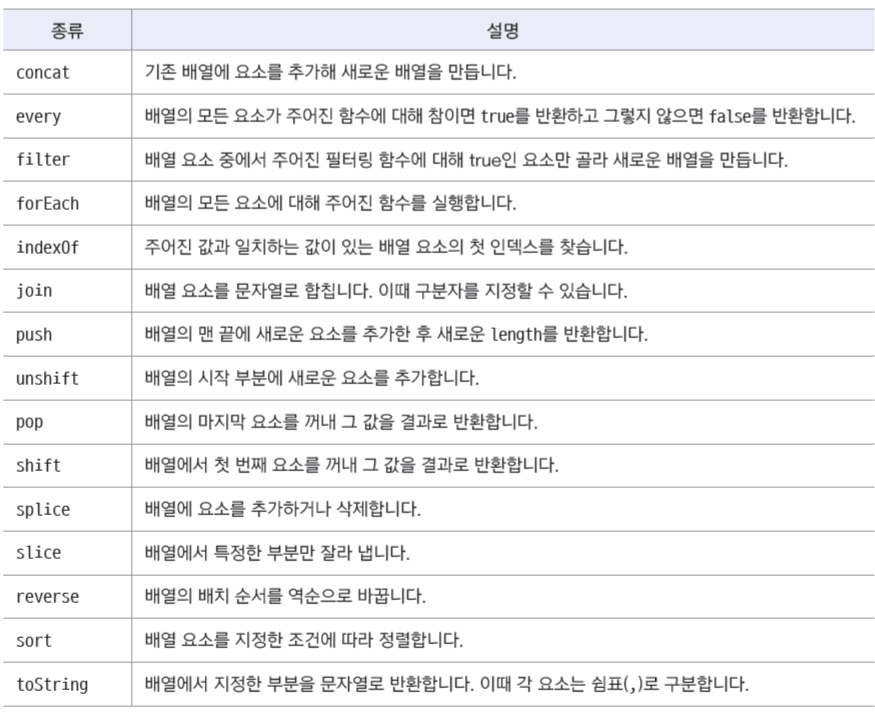 종류 설명
concat 기존 배열에 요소를 추가해 새로운 배열을 만듭니다.
every 배열의 모든 요소가 주어진 함수에 대해 참이면 true를 반환하고 그렇지 않으면 false를 반환합니다.
filter 배열 요소 중에서 주어진 필터링 함수에 대해 true인 요소만 골라 새로운 배열을 만듭니다.
forEach 배열의 모든 요소에 대해 주어진 함수를 실행합니다.
indexOf 주어진 값과 일치하는 값이 있는 배열 요소의 첫 인덱스를 찾습니다.
join 배열 요소를 문자열로 합칩니다. 이때 구분자를 지정할 수 있습니다.
push 배열의 맨 끝에 새로운 요소를 추가한 후 새로운 length를 반환합니다.
unshift 배열의 시작 부분에 새로운 요소를 추가합니다.
pop 배열의 마지막 요소를 꺼내 그 값을 결과로 반환합니다.
shift 배열에서 첫 번째 요소를 꺼내 그 값을 결과로 반환합니다.
splice 배열에 요소를 추가하거나 삭제합니다.
slice 배열에서 특정한 부분만 잘라 냅니다.
reverse 배열의 배치 순서를 역순으로 바꿉니다.
sort 배열 요소를 지정한 조건에 따라 정렬합니다.
toString 배열에서 지정한 부분을 문자열로 반환합니다. 이때 각 요소는 쉼표(,)로 구분합니다.